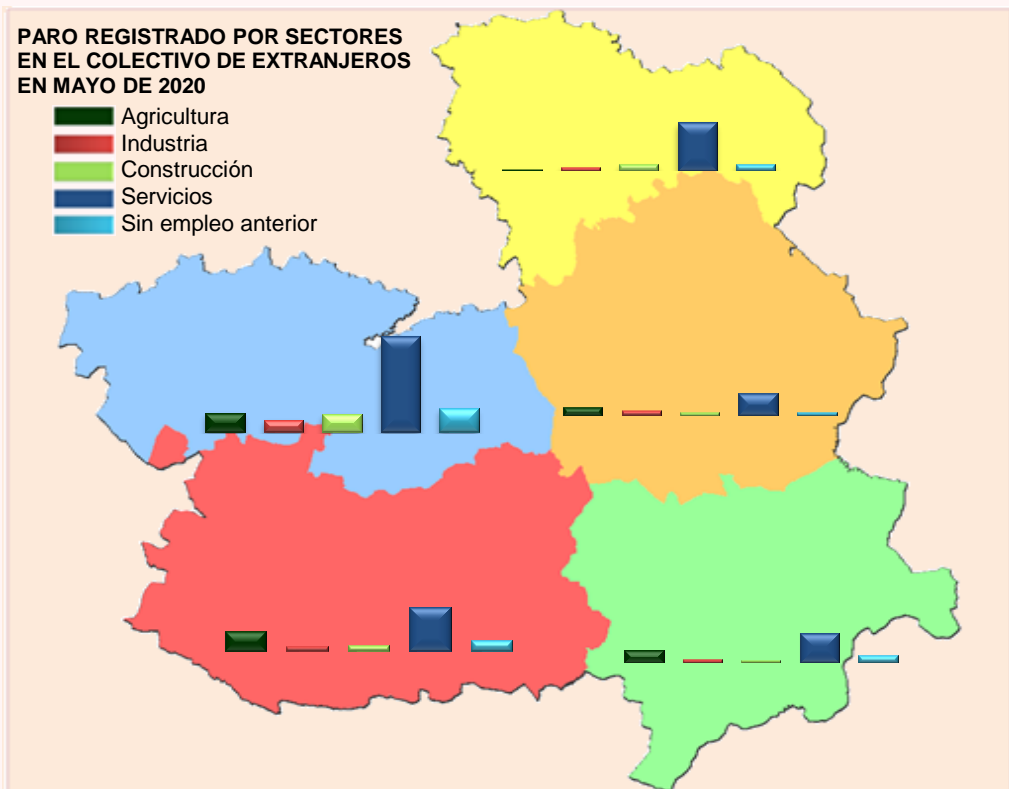 PARO REGISTRADO POR SECTORES
EN EL COLECTIVO DE EXTRANJEROS
EN MAYO DE 2020
Agricultura
Industria
Construcción
Servicios
Sin empleo anterior